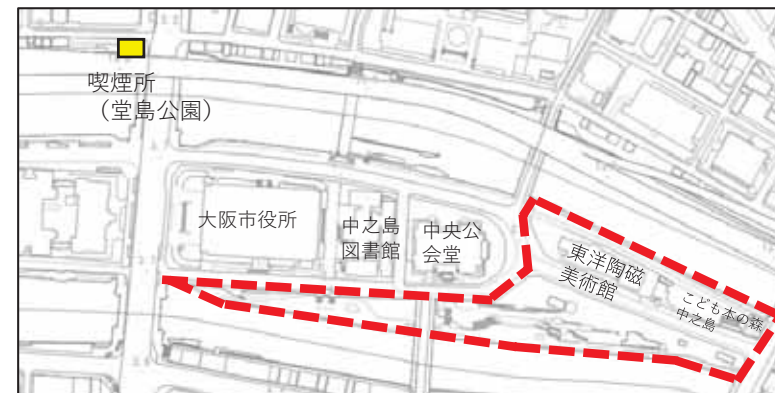 喫煙所
（堂島公園）
大阪市役所
中之島
図書館
中央公
会堂
東洋陶磁
美術館
こども本の森
中之島